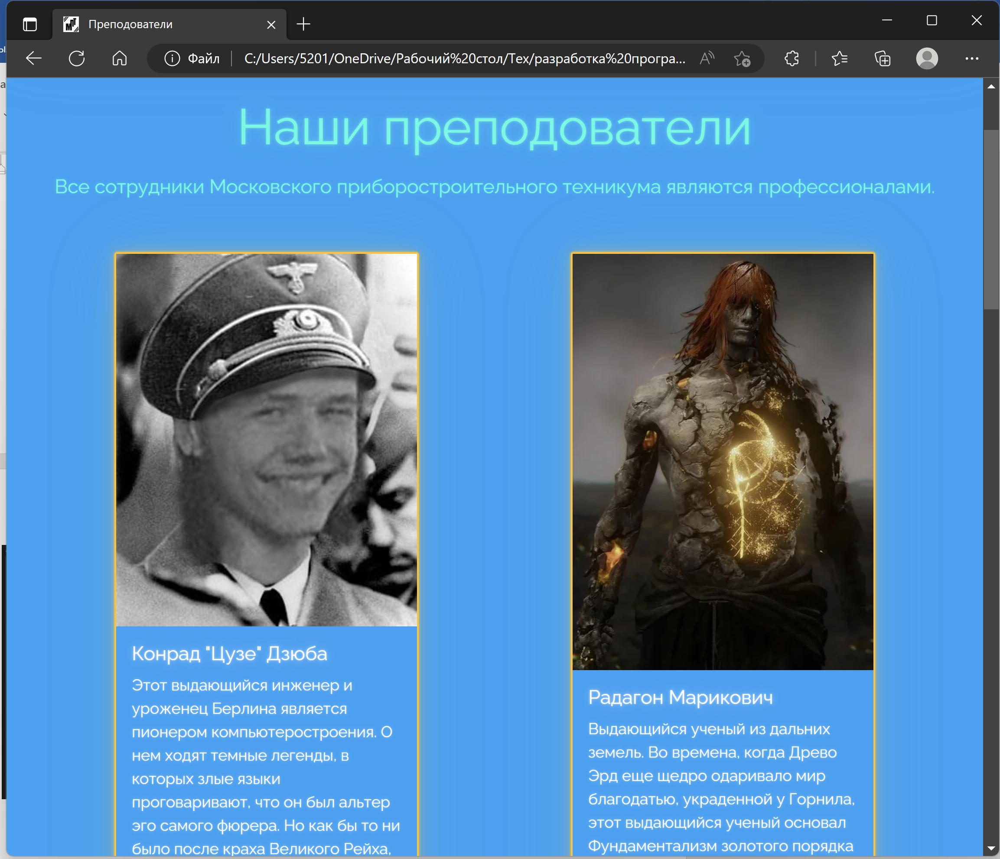 Преподователи
Файл
C:/Users/5201/OneDrive/Рабочий%20стол/Тех/разработка%20програ...
Наши преподователи
Все сотрудники Московского приборостроительного техникума являются профессионалами.
Конрад "Цузе" Дзюба
Этот выдающийся инженер и
уроженец Берлина является
пионером компьютеростроения. О
нем ходят темные легенды, в
которых злые языки
проговаривают, что он был альтер
эго самого фюрера. Но как бы то ни
было после краха Великого Рейха,
Радагон Марикович
Выдающийся ученый из дальних
земель. Во времена, когда Древо
Эрд еще щедро одаривало мир
благодатью, украденной у Горнила,
этот выдающийся ученый основал
Фундаментализм золотого порядка